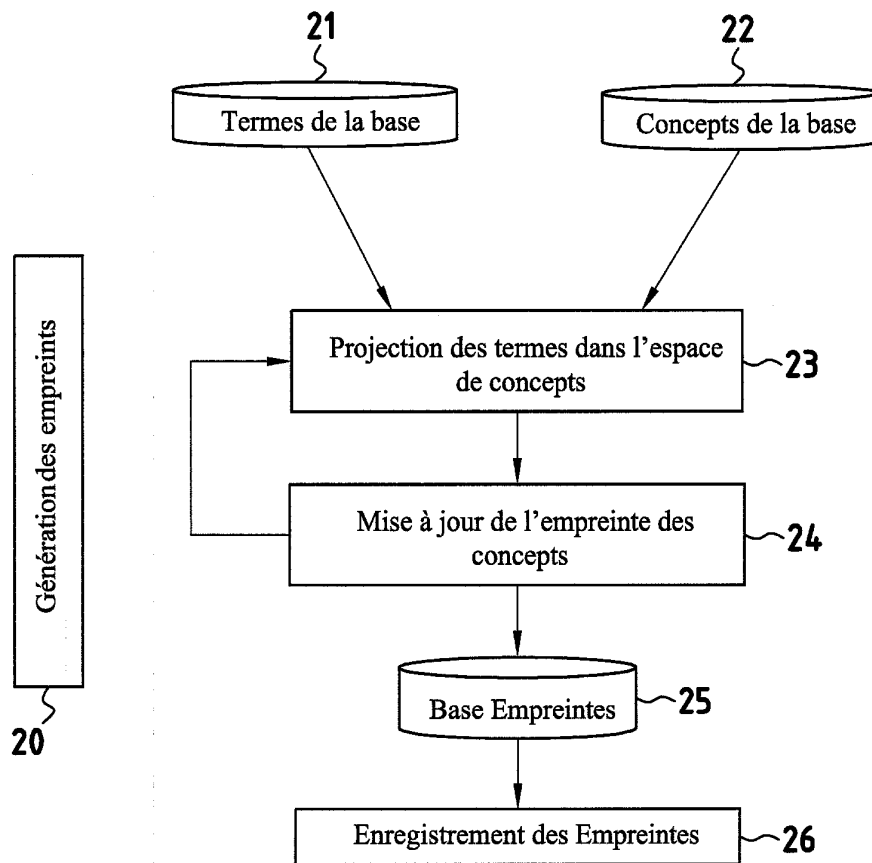 21
22
Termes de la base
Concepts de la base
Projection des termes dans l'espace
de concepts
23
Génération des empreints
Mise à jour de l'empreinte des
concepts
24
Base Empreintes
25
20
Enregistrement des Empreintes
26